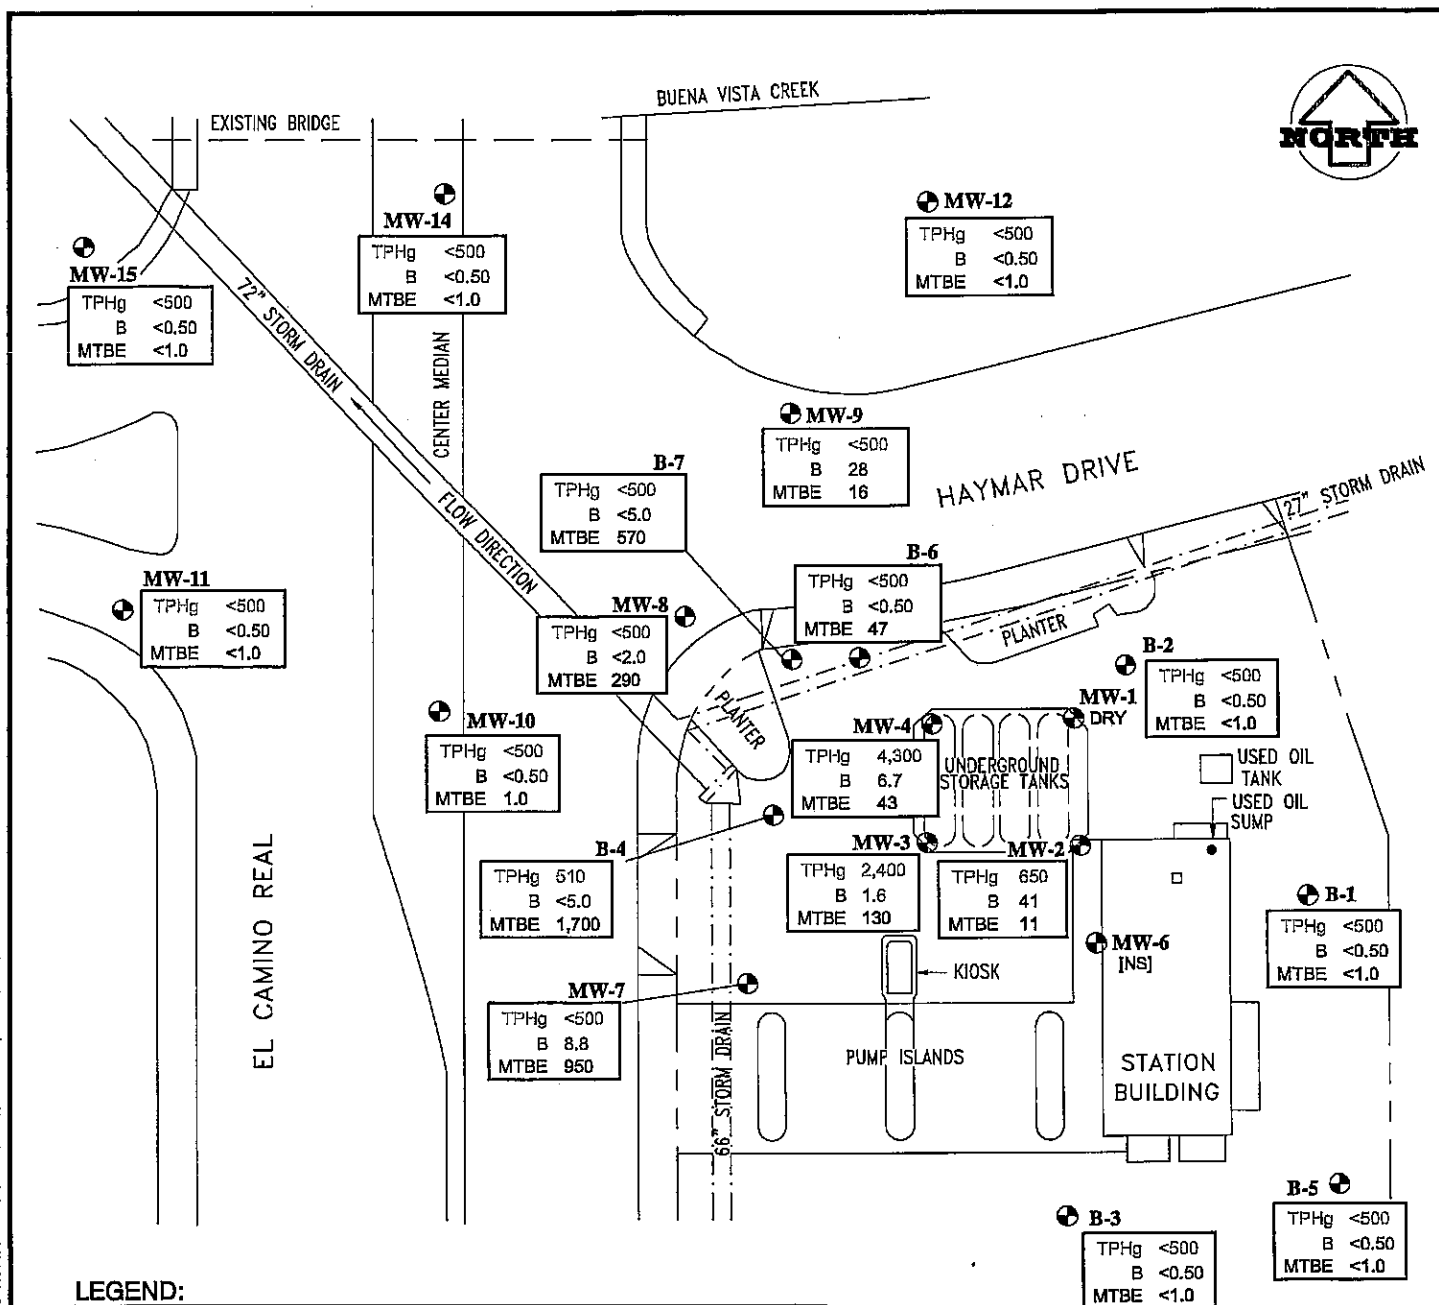 BUENA VISTA CREEK
EXISTING BRIDGE
NORTH
MW-12
TPHg <500
B <0.50
MTBE <1.0
MW-14
TPHg <500
B <0.50
MTBE <1.0
MW-15
TPHg <500
B <0.50
MTBE <1.0
72" STORM DRAIN
CENTER MEDIAN
FLOW DIRECTION
MW-9
TPHg <500
B 28
MTBE 16
HAYMAR DRIVE
27" STORM DRAIN
B-7
TPHg <500
B <5.0
MTBE 570
B-6
TPHg <500
B <0.50
MTBE 47
MW-11
TPHg <500
B <0.50
MTBE <1.0
MW-8
TPHg <500
B <2.0
MTBE 290
PLANTER
PLANTER
B-2
TPHg <500
B <0.50
MTBE <1.0
MW-1
DRY
MW-10
TPHg <500
B <0.50
MTBE 1.0
MW-4
TPHg 4,300
B 6.7
MTBE 43
UNDERGROUND
STORAGE TANKS
USED OIL
TANK
USED OIL
SUMP
B-4
TPHg 510
B <5.0
MTBE 1,700
MW-3
TPHg 2,400
B 1.6
MTBE 130
MW-2
TPHg 650
B 41
MTBE 11
B-1
TPHg <500
B <0.50
MTBE <1.0
MW-6
[NS]
KIOSK
EL CAMINO REAL
MW-7
TPHg <500
B 8.8
MTBE 950
66" STORM DRAIN
PUMP ISLANDS
STATION
BUILDING
B-5
TPHg <500
B <0.50
MTBE <1.0
B-3
TPHg <500
B <0.50
MTBE <1.0
LEGEND: